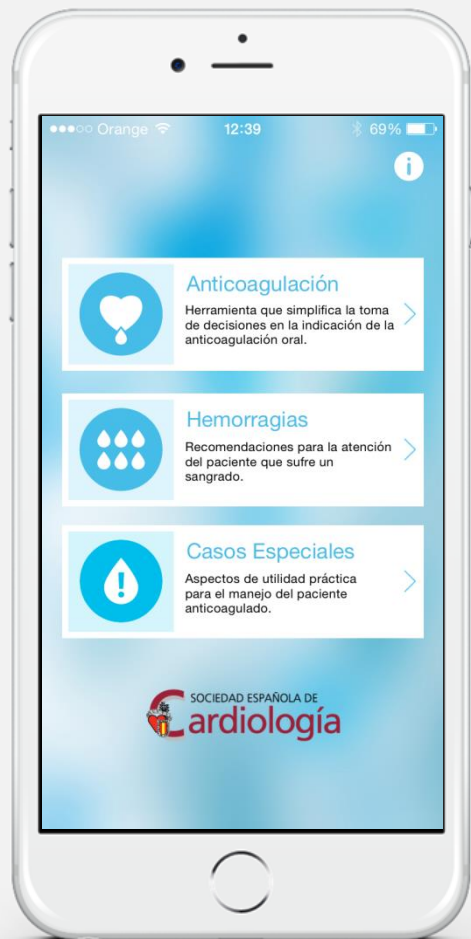 Orange 12:39 69%
i
Anticoagulación
Herramienta que simplifica la toma
de decisiones en la indicación de la
anticoagulación oral.
Hemorragias
Recomendaciones para la atención
del paciente que sufre un
sangrado.
!
Casos Especiales
Aspectos de utilidad práctica
para el manejo del paciente
anticoagulado.
SOCIEDAD ESPAÑOLA DE
Cardiología